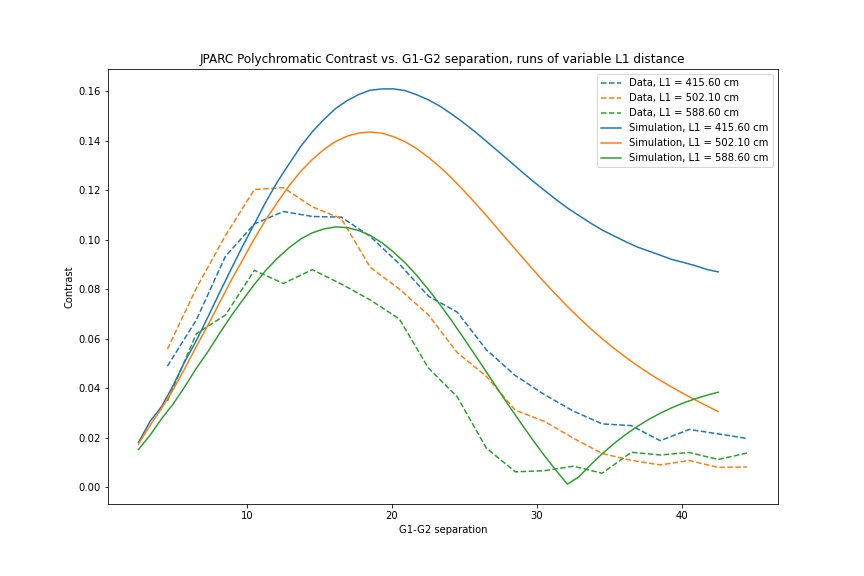 JPARC Polychromatic Contrast vs. G1-G2 separation, runs of variable L1 distance
Data, L1 = 415.60 cm
Data, L1 = 502.10 cm
Data, L1 = 588.60 cm
Simulation, L1 = 415.60 cm
Simulation, L1 = 502.10 cm
Simulation, L1 = 588.60 cm
Contrast
0.16
0.14
0.12
0.10
0.08
0.06
0.04
0.02
0.00
10 20 30 40
G1-G2 separation